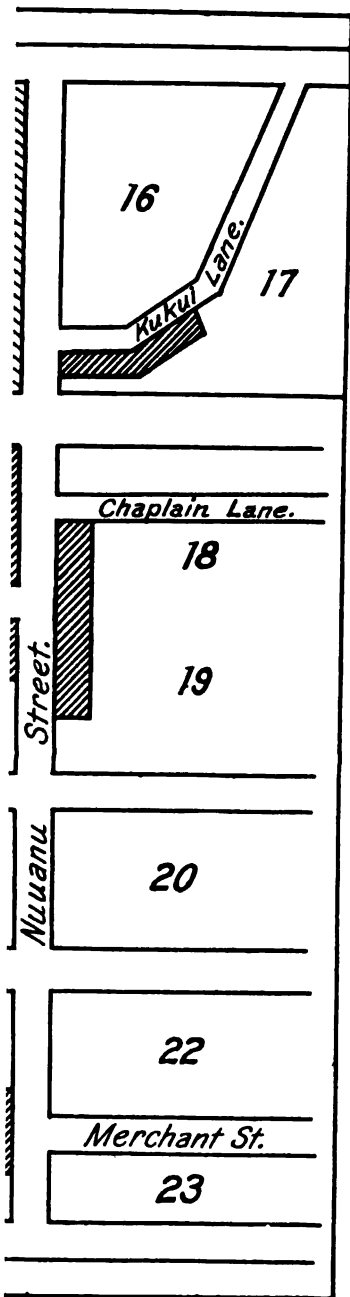 16
Kukui Lane.
17
Chaplain Lane.
18
19
Nuuanu Street.
20
22
Merchant St.
23